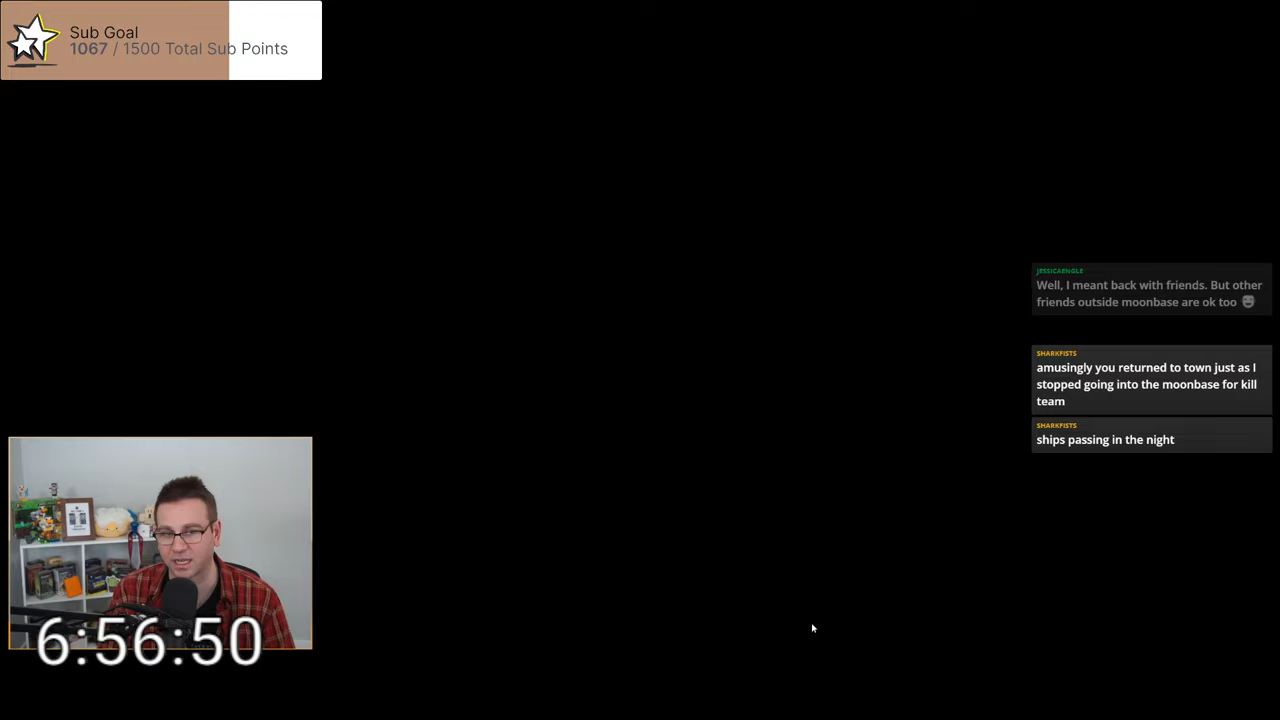 Sub Goal
1067 / 1500 Total Sub Points
JESSICAENGLE
Well, I meant back with friends. But other
friends outside moonbase are ok too
SHARKFISTS
amusingly you returned to town just as I
stopped going into the moonbase for kill
team
SHARKFISTS
ships passing in the night
6:56:50